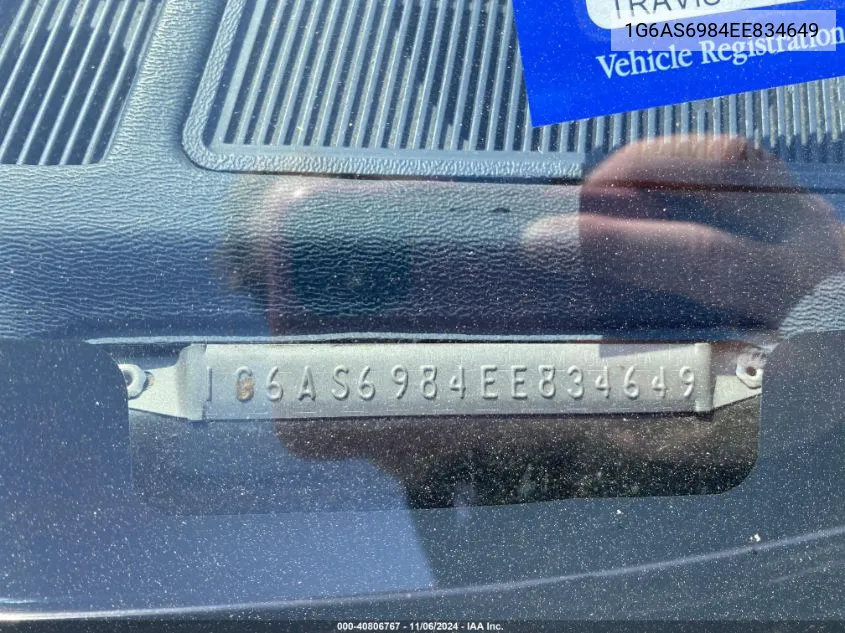 TRAVIS
1G6AS6984EE834649
Vehicle Registration
1G6AS6984EE834649
000-40806767 - 11/06/2024 - IAA Inc.